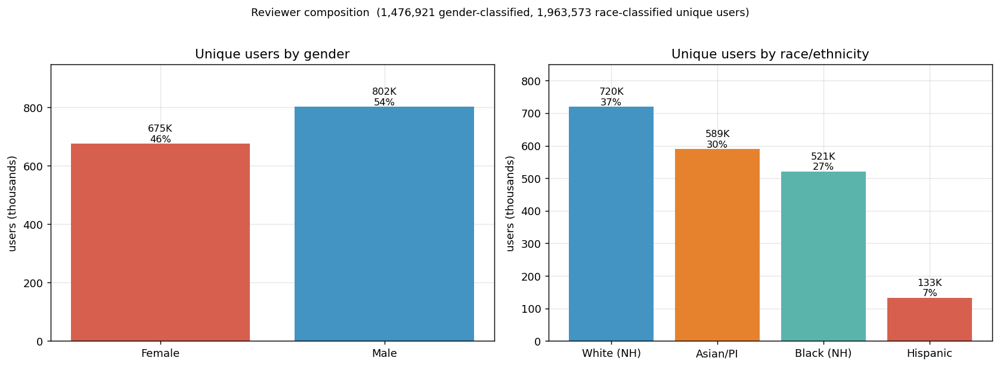 Reviewer composition  (1,476,921 gender-classified, 1,963,573 race-classified unique users)
Unique users by gender
users (thousands)
800
600
400
200
0
675K
46%
802K
54%
Female
Male
Unique users by race/ethnicity
users (thousands)
800
700
600
500
400
300
200
100
0
720K
37%
589K
30%
521K
27%
133K
7%
White (NH)
Asian/PI
Black (NH)
Hispanic